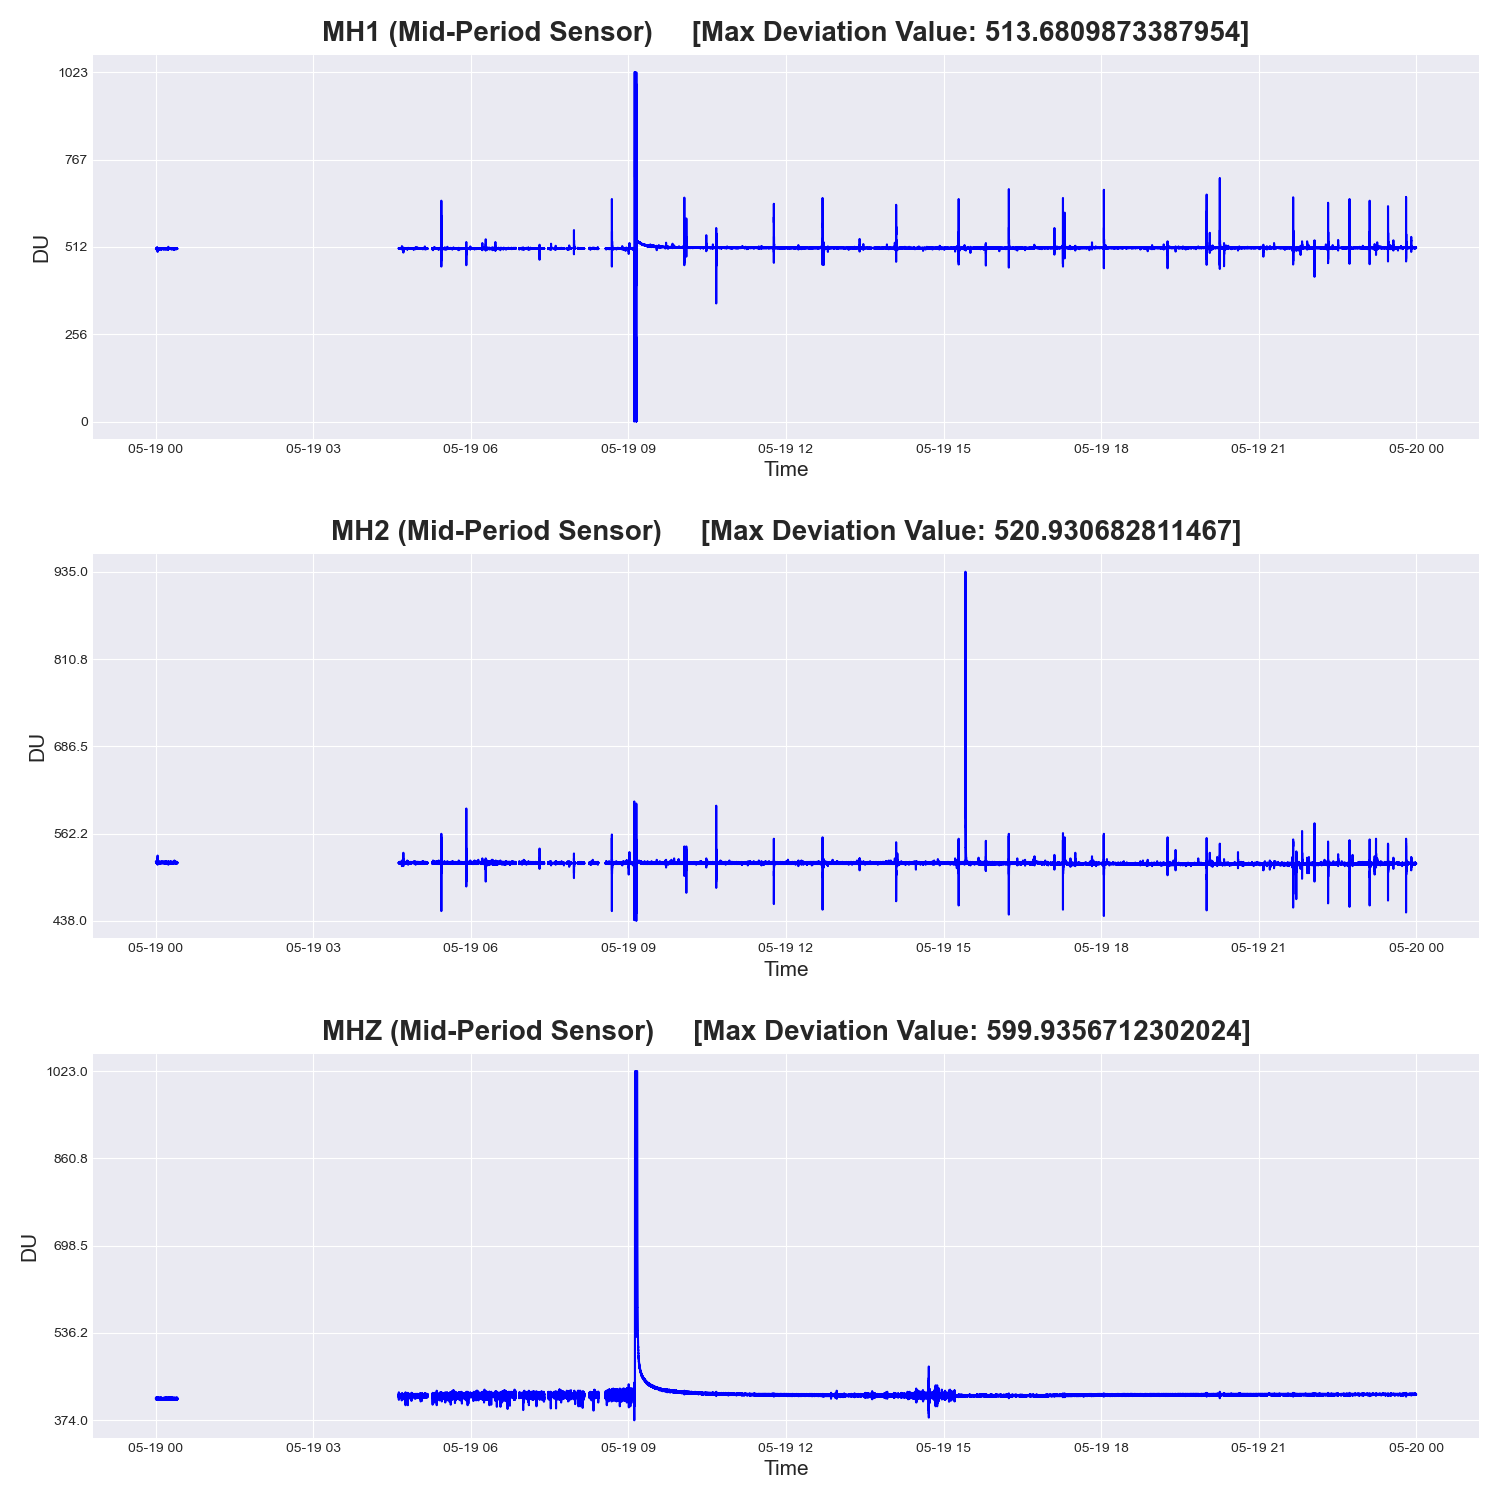 MH1 (Mid-Period Sensor) [Max Deviation Value: 513.6809873387954]
1023
767
512
256
0
DU
05-19 00 05-19 03 05-19 06 05-19 09 05-19 12 05-19 15 05-19 18 05-19 21 05-20 00
Time
MH2 (Mid-Period Sensor) [Max Deviation Value: 520.930682811467]
935.0
810.8
686.5
562.2
438.0
DU
05-19 00 05-19 03 05-19 06 05-19 09 05-19 12 05-19 15 05-19 18 05-19 21 05-20 00
Time
MHZ (Mid-Period Sensor) [Max Deviation Value: 599.9356712302024]
1023.0
860.8
698.5
536.2
374.0
DU
05-19 00 05-19 03 05-19 06 05-19 09 05-19 12 05-19 15 05-19 18 05-19 21 05-20 00
Time